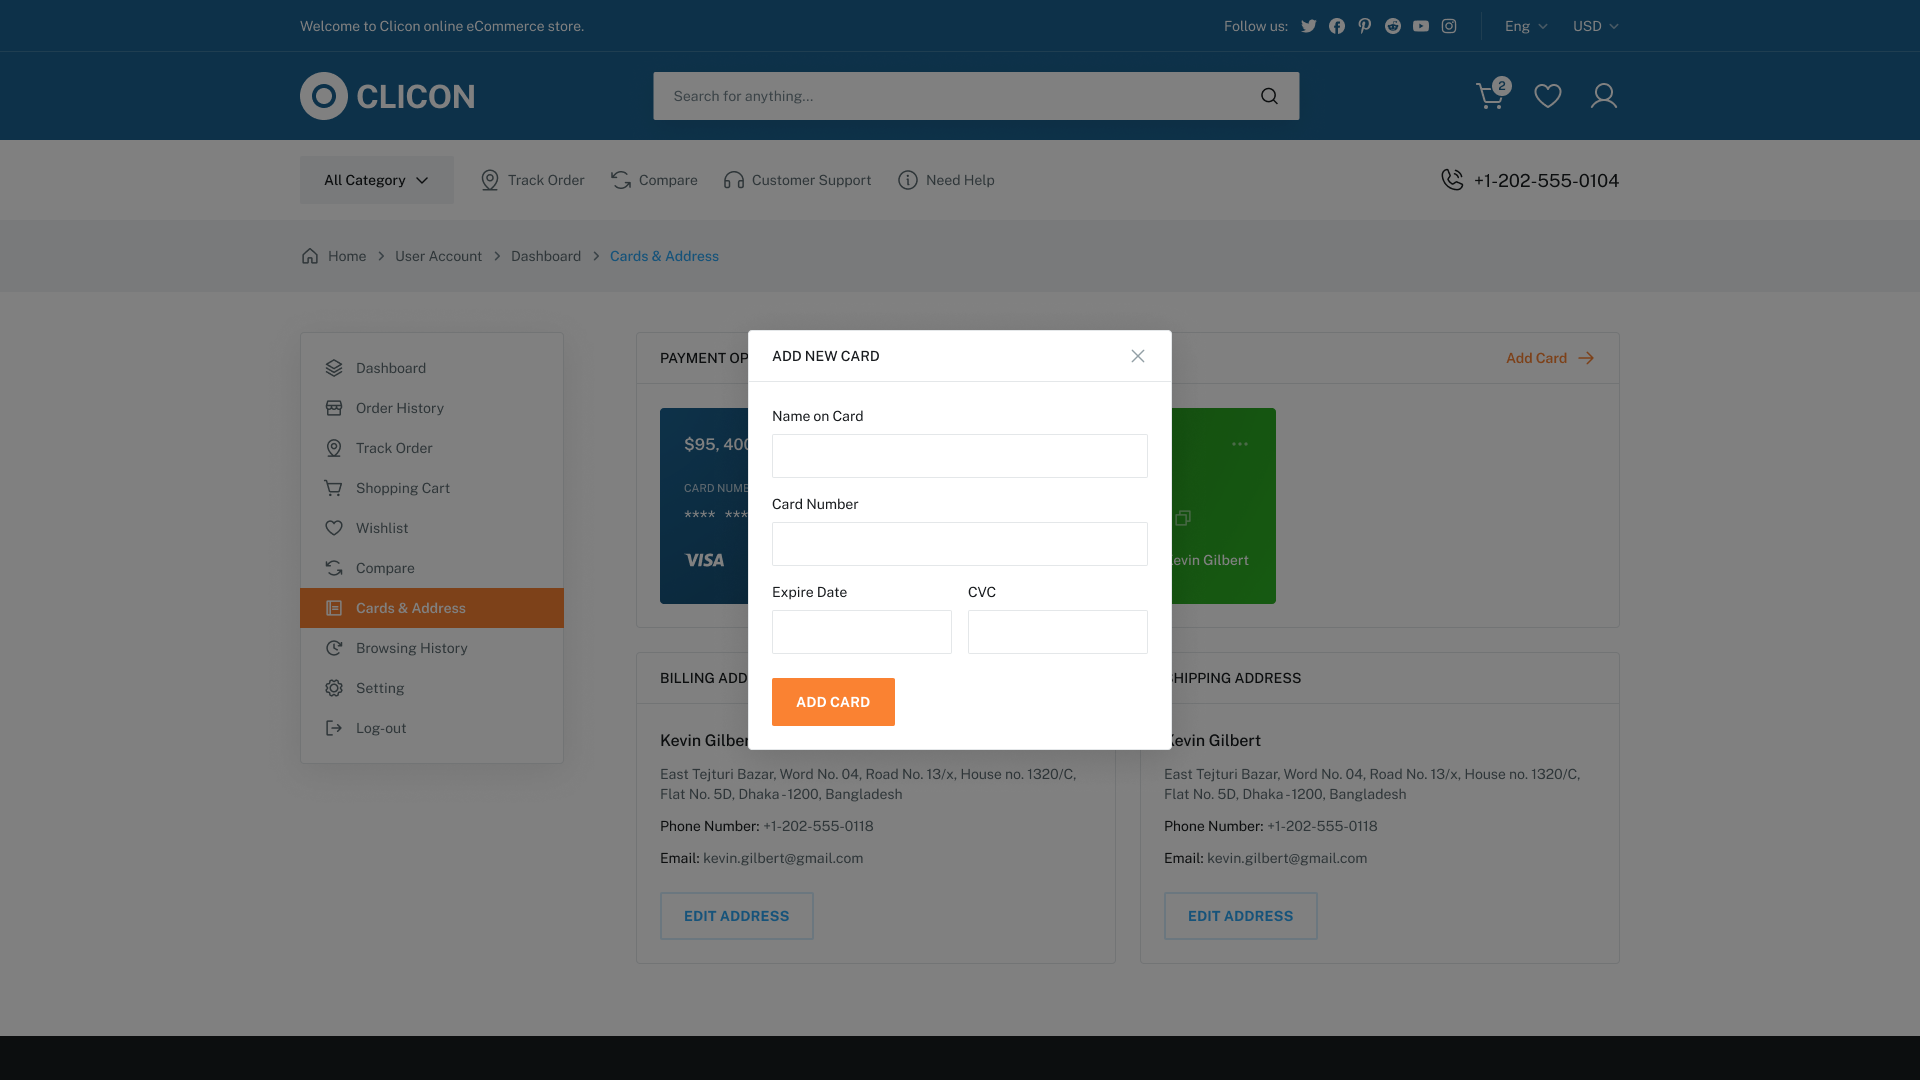 Welcome to Clicon online eCommerce store.
Follow us:
Eng
USD
CLICON
Search for anything...
2
All Category
Track Order
Compare
Customer Support
Need Help
+1-202-555-0104
Home
User Account
Dashboard
Cards & Address
Dashboard
Order History
Track Order
Shopping Cart
Wishlist
Compare
Cards & Address
Browsing History
Setting
Log-out
PAYMENT OP
Add Card
$95, 400
CARD NUMB
**** ***
VISA
evin Gilbert
ADD NEW CARD
Name on Card
Card Number
Expire Date
CVC
ADD CARD
BILLING ADD
Kevin Gilber
East Tejturi Bazar, Word No. 04, Road No. 13/x, House no. 1320/C,
Flat No. 5D, Dhaka - 1200, Bangladesh
Phone Number: +1-202-555-0118
Email: kevin.gilbert@gmail.com
EDIT ADDRESS
SHIPPING ADDRESS
Kevin Gilbert
East Tejturi Bazar, Word No. 04, Road No. 13/x, House no. 1320/C,
Flat No. 5D, Dhaka - 1200, Bangladesh
Phone Number: +1-202-555-0118
Email: kevin.gilbert@gmail.com
EDIT ADDRESS